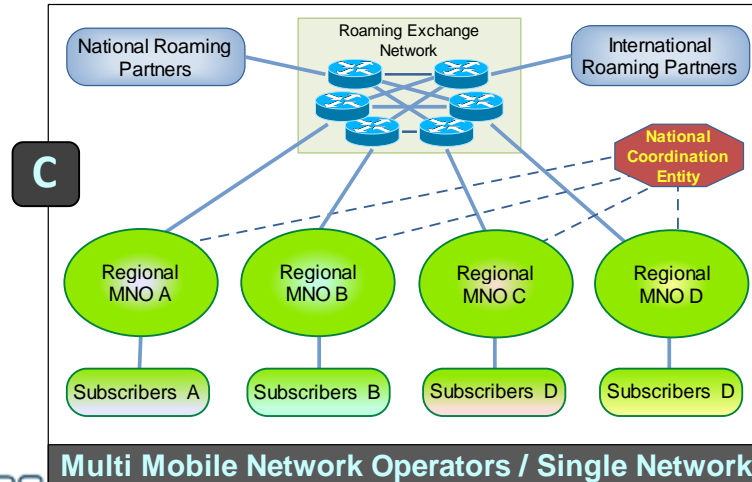 Roaming Exchange
Network
National Roaming
Partners
International
Roaming Partners
National
Coordination
Entity
C
Regional
MNO A
Regional
MNO B
Regional
MNO C
Regional
MNO D
Subscribers A
Subscribers B
Subscribers D
Subscribers D
Multi Mobile Network Operators / Single Network